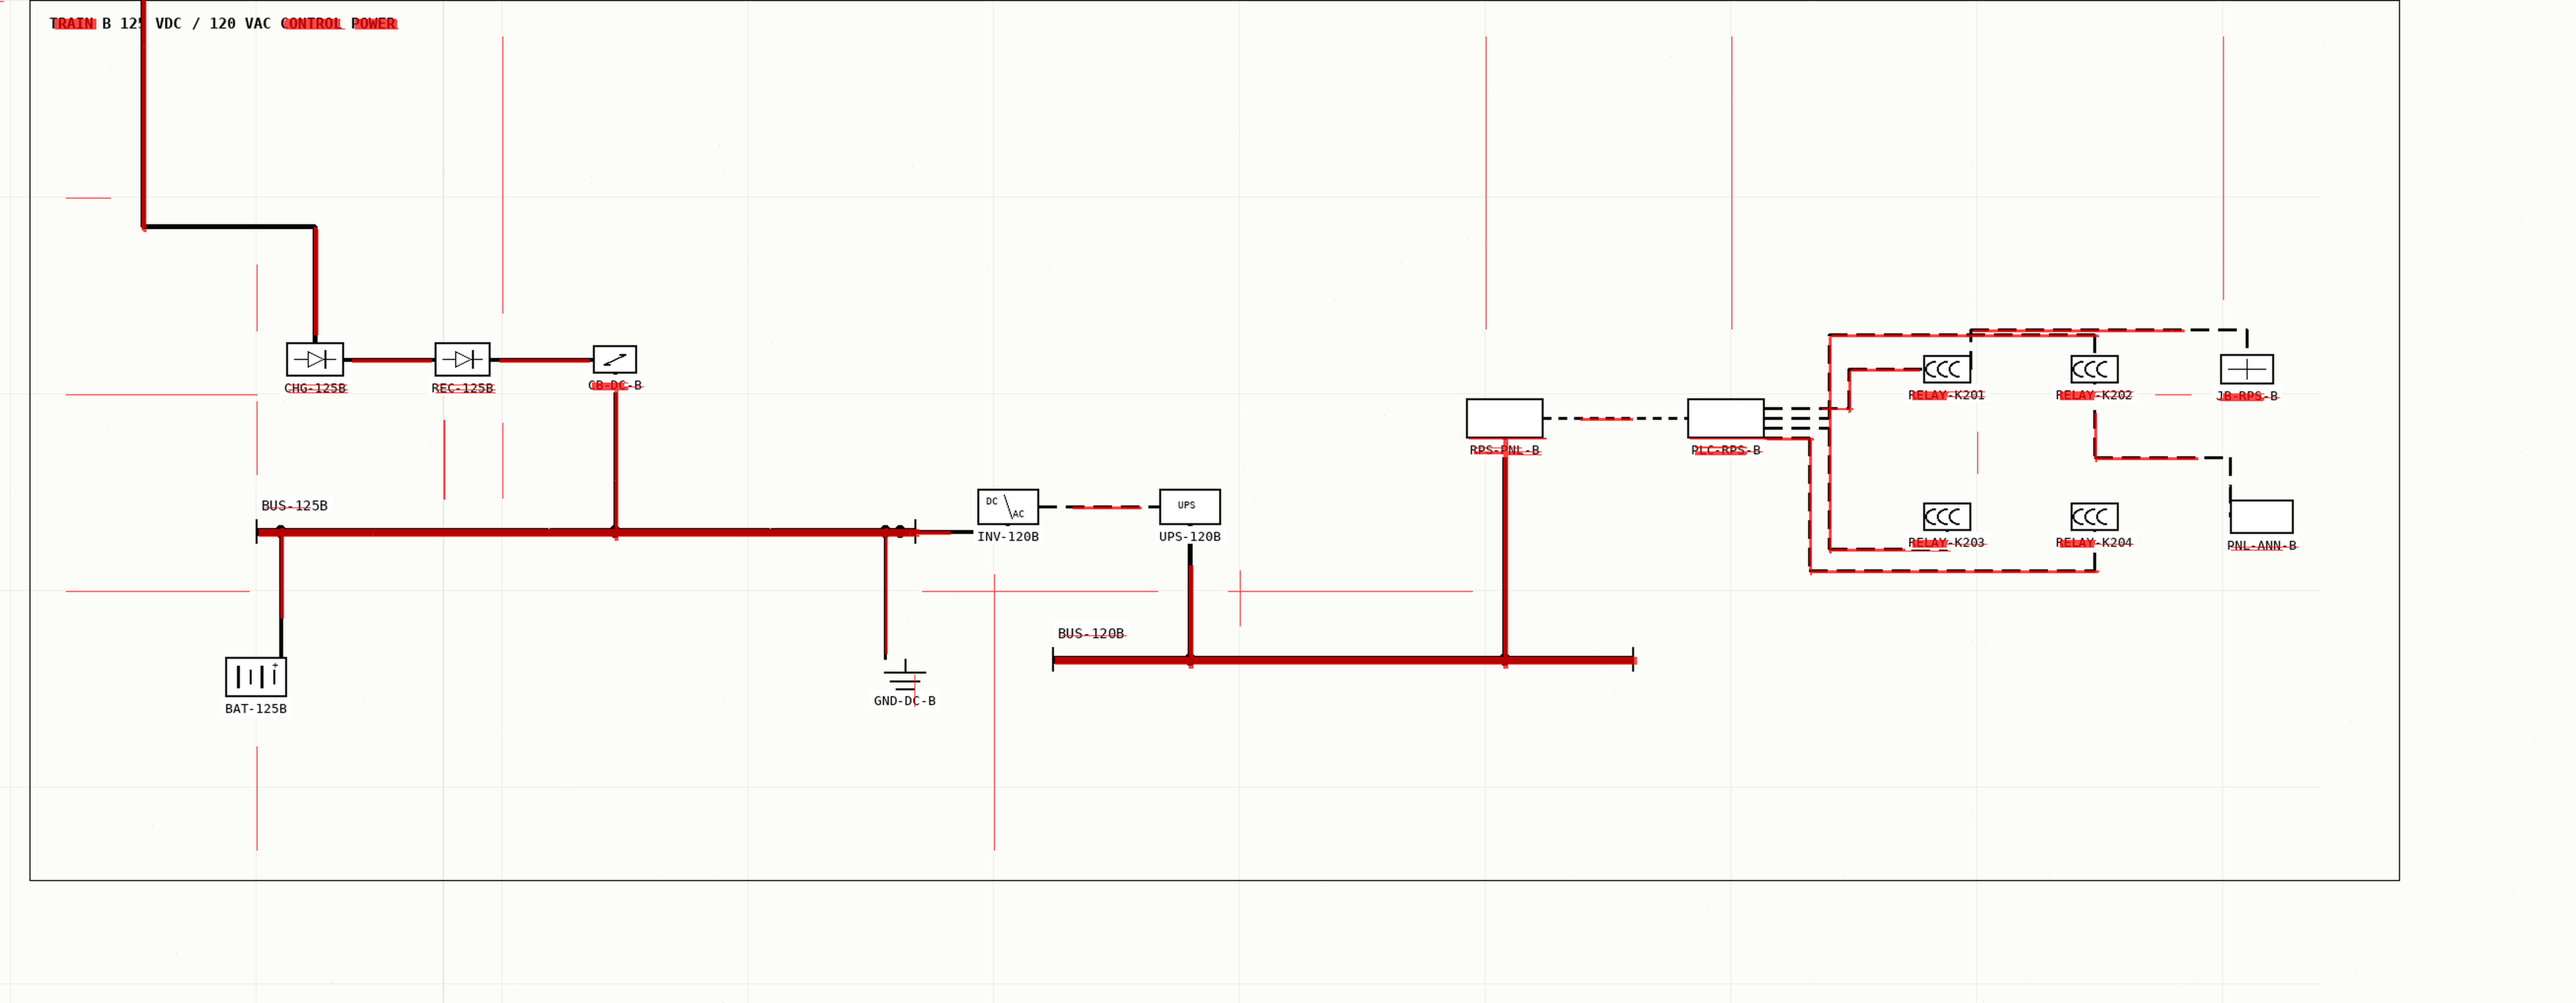 TRAIN B 125 VDC / 120 VAC CONTROL POWER
CHG-125B
REC-125B
CB-DC-B
RELAY-K201
RELAY-K202
JB-RPS-B
RPS-PNL-B
PLC-RPS-B
BUS-125B
DC
AC
UPS
INV-120B
UPS-120B
RELAY-K203
RELAY-K204
PNL-ANN-B
BUS-120B
+
BAT-125B
GND-DC-B